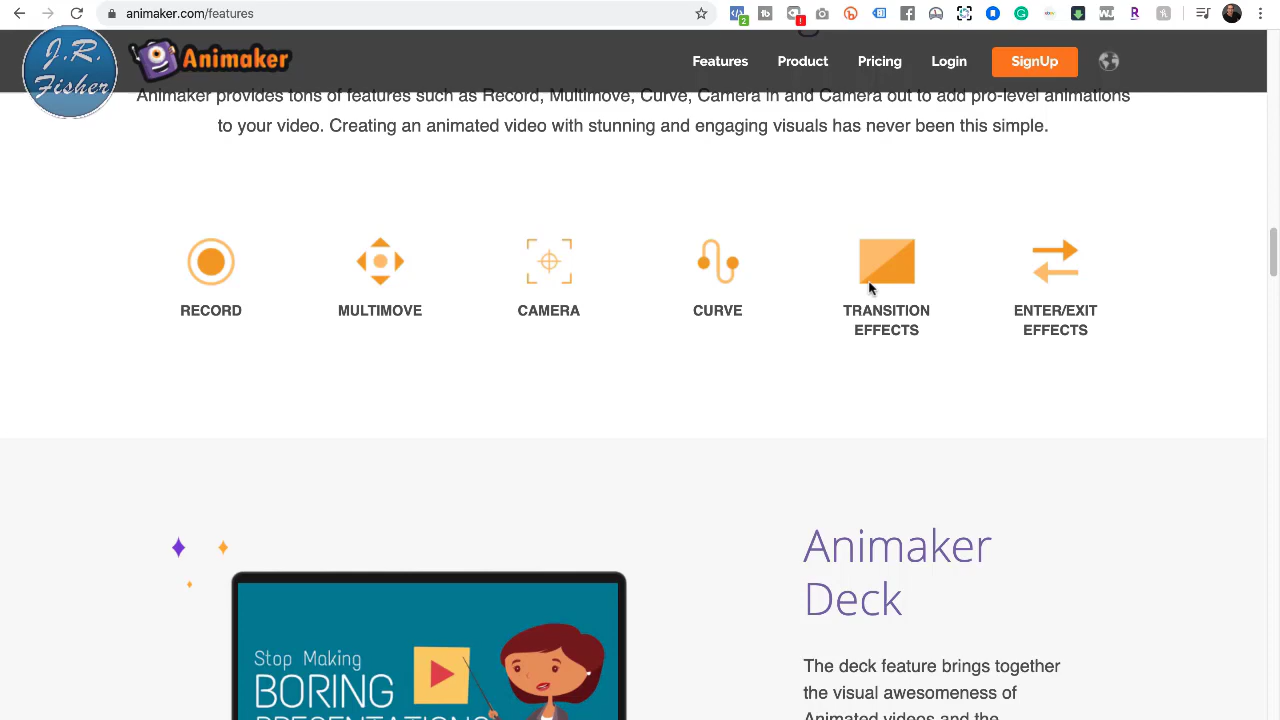 animaker.com/features
2
!
ebay
WJ
R
J.R.
Fisher
Animaker
Features
Product
Pricing
Login
SignUp
Animaker provides tons of features such as Record, Multimove, Curve, Camera in and Camera out to add pro-level animations
to your video. Creating an animated video with stunning and engaging visuals has never been this simple.
RECORD
MULTIMOVE
CAMERA
CURVE
TRANSITION
EFFECTS
ENTER/EXIT
EFFECTS
Animaker
Deck
Stop Making
BORING
PRESENTATIONS
The deck feature brings together
the visual awesomeness of
Animated videos and the